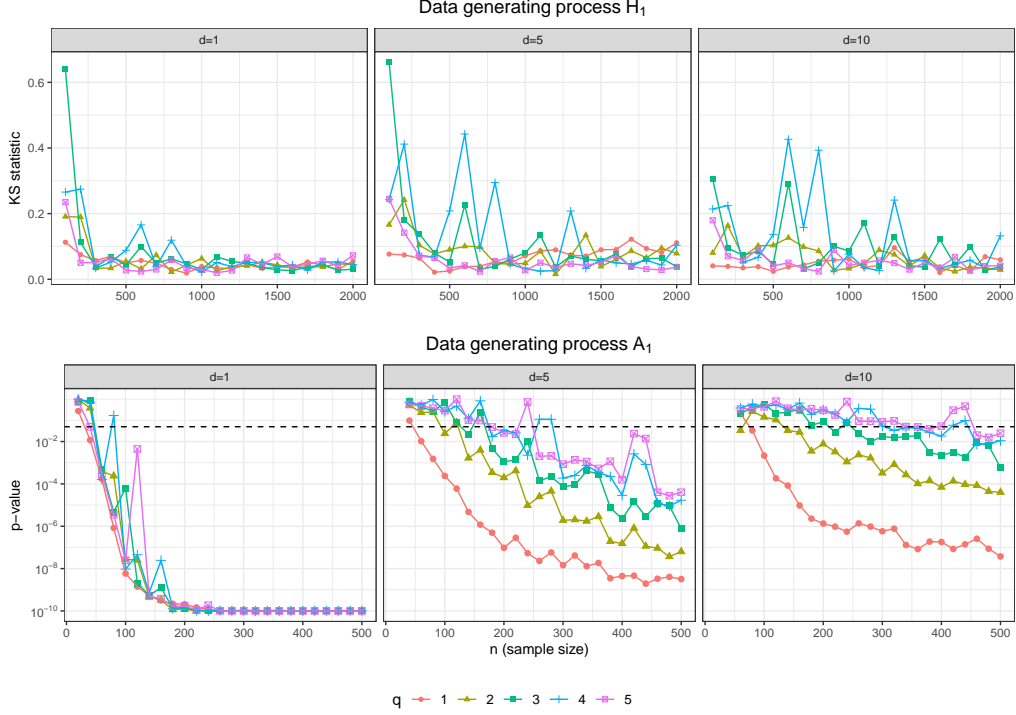 Data generating process H1
d=1 d=5 d=10
KS statistic
0.6
0.4
0.2
0.0
500 1000 1500 2000 500 1000 1500 2000 500 1000 1500 2000
Data generating process A1
d=1 d=5 d=10
p−value
10−2
10−4
10−6
10−8
10−10
0 100 200 300 400 500 0 100 200 300 400 500 0 100 200 300 400 500
n (sample size)
q 1 2 3 4 5